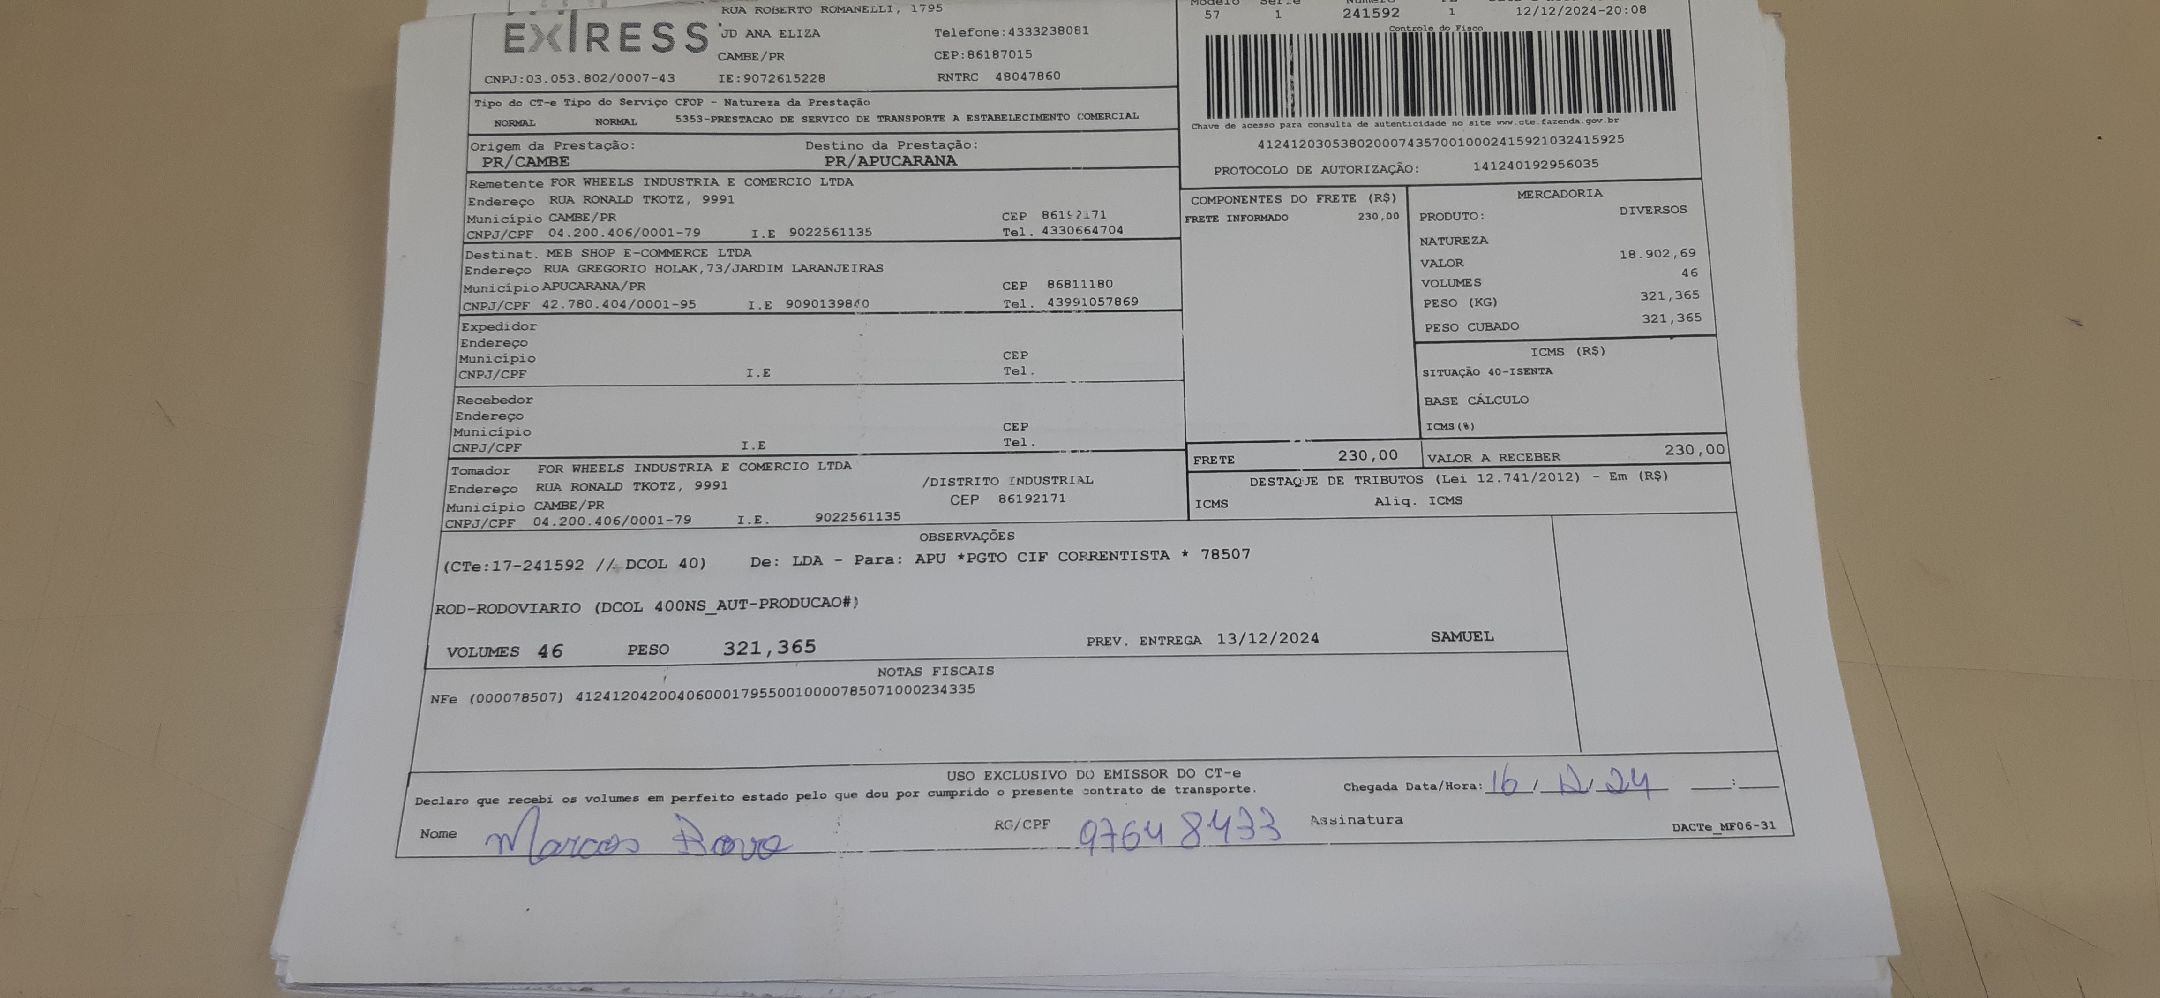 RUA ROBERTO ROMANELLI, 1795
EXPRESS
JD ANA ELIZA Telefone:4333238081
CAMBE/PR CEP:86187015
CNPJ:03.053.802/0007-43 IE:9072615228 RNTRC 48047860
57 1 241592 1 12/12/2024-20:08
Controle do Fisco
Chave de acesso para consulta de autenticidade no site www.cte.fazenda.gov.br
41241203053802000743570010002415921032415925
PROTOCOLO DE AUTORIZAÇÃO: 141240192956035
Tipo do CT-e Tipo do Serviço CFOP - Natureza da Prestação
NORMAL NORMAL 5353-PRESTACAO DE SERVICO DE TRANSPORTE A ESTABELECIMENTO COMERCIAL
Origem da Prestação: Destino da Prestação:
PR/CAMBE PR/APUCARANA
Remetente FOR WHEELS INDUSTRIA E COMERCIO LTDA
Endereço RUA RONALD TKOTZ, 9991
Município CAMBE/PR CEP 86192171
CNPJ/CPF 04.200.406/0001-79 I.E 9022561135 Tel. 4330664704
Destinat. MEB SHOP E-COMMERCE LTDA
Endereço RUA GREGORIO HOLAK,73/JARDIM LARANJEIRAS
Município APUCARANA/PR CEP 86811180
CNPJ/CPF 42.780.404/0001-95 I.E 9090139840 Tel. 43991057869
Expedidor
Endereço
Município CEP
CNPJ/CPF I.E Tel.
Recebedor
Endereço
Município CEP
CNPJ/CPF I.E Tel.
Tomador FOR WHEELS INDUSTRIA E COMERCIO LTDA
Endereço RUA RONALD TKOTZ, 9991 /DISTRITO INDUSTRIAL
Município CAMBE/PR CEP 86192171
CNPJ/CPF 04.200.406/0001-79 I.E. 9022561135
COMPONENTES DO FRETE (R$)
FRETE INFORMADO 230,00
MERCADORIA
PRODUTO: DIVERSOS
NATUREZA
VALOR 18.902,69
VOLUMES 46
PESO (KG) 321,365
PESO CUBADO 321,365
ICMS (R$)
SITUAÇÃO 40-ISENTA
BASE CÁLCULO
ICMS(%)
FRETE 230,00 VALOR A RECEBER 230,00
DESTAQUE DE TRIBUTOS (Lei 12.741/2012) - Em (R$)
ICMS Aliq. ICMS
OBSERVAÇÕES
(CTe:17-241592 // DCOL 40) De: LDA - Para: APU *PGTO CIF CORRENTISTA * 78507
ROD-RODOVIARIO (DCOL 400NS_AUT-PRODUCAO#)
VOLUMES 46 PESO 321,365 PREV. ENTREGA 13/12/2024 SAMUEL
NOTAS FISCAIS
NFe (000078507) 41241204200406000179550010000785071000234335
USO EXCLUSIVO DO EMISSOR DO CT-e
Declaro que recebi os volumes em perfeito estado pelo que dou por cumprido o presente contrato de transporte. Chegada Data/Hora: 16/12/24 :
Nome Marcos RG/CPF 97648433 Assinatura DACTe_MF06-31